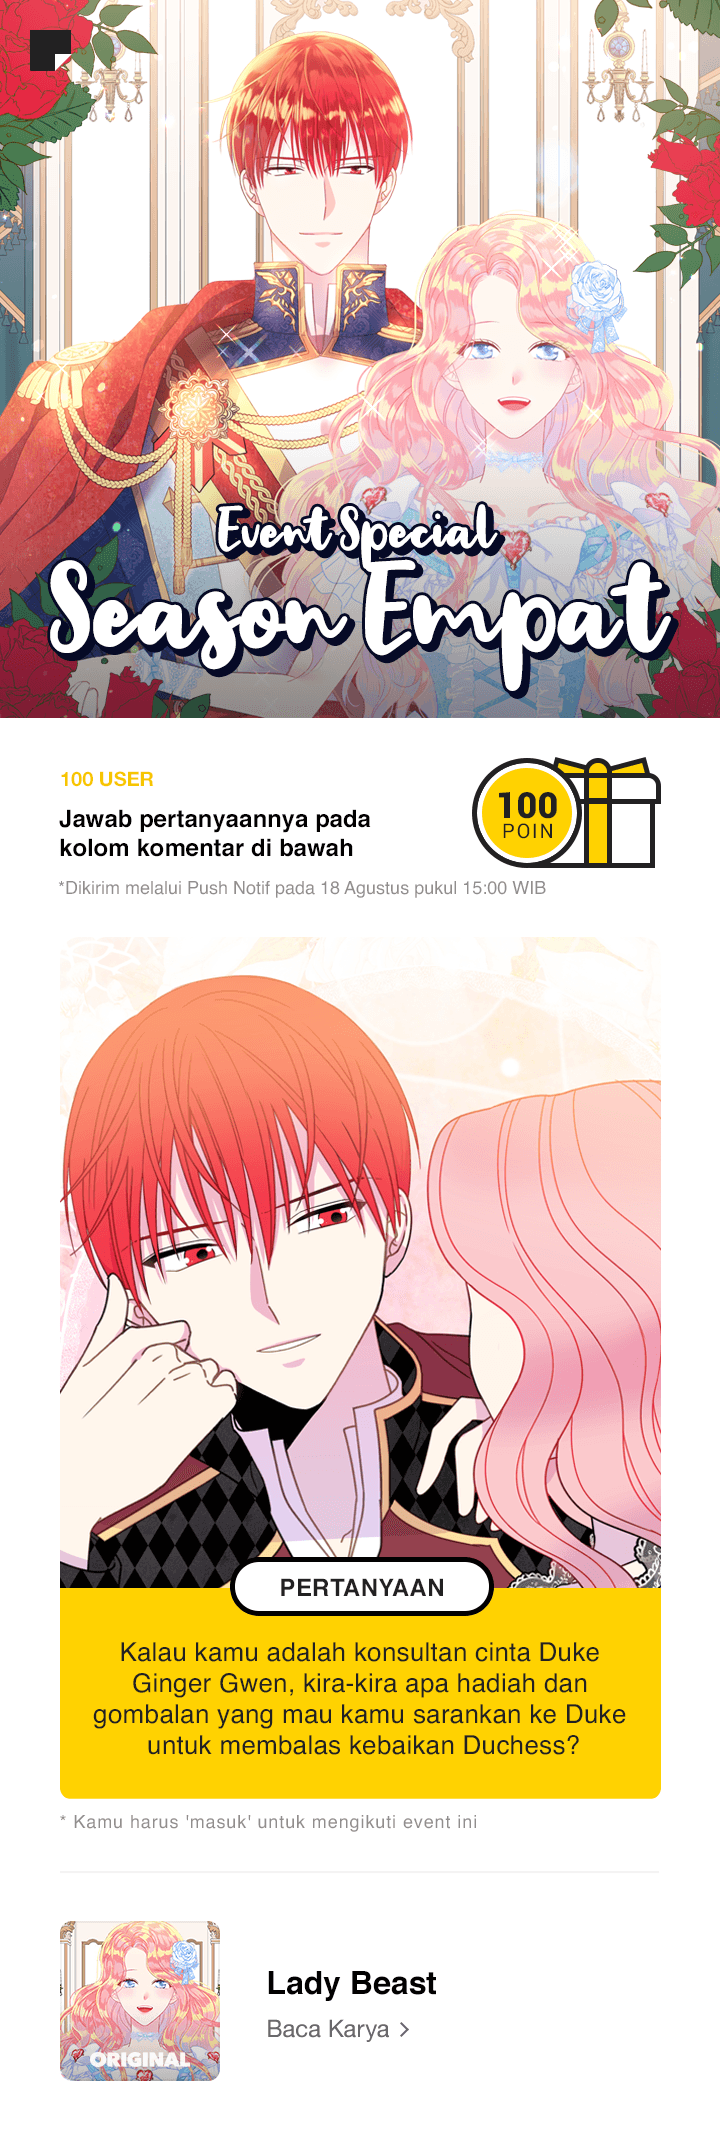 Event Special
Season Empat
100 USER
Jawab pertanyaannya pada
kolom komentar di bawah
100
POIN
*Dikirim melalui Push Notif pada 18 Agustus pukul 15:00 WIB
PERTANYAAN
Kalau kamu adalah konsultan cinta Duke
Ginger Gwen, kira-kira apa hadiah dan
gombalan yang mau kamu sarankan ke Duke
untuk membalas kebaikan Duchess?
* Kamu harus 'masuk' untuk mengikuti event ini
ORIGINAL
Lady Beast
Baca Karya >